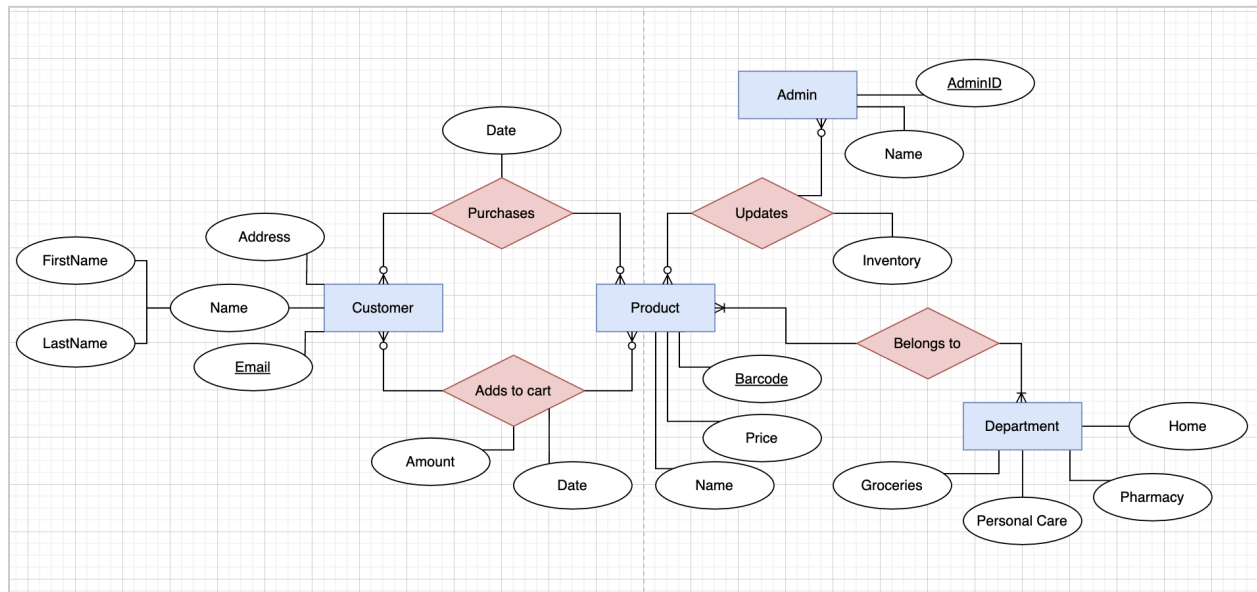 Admin
AdminID
Name
Date
Purchases
Updates
Address
Inventory
FirstName
Name
Customer
Product
LastName
Email
Belongs to
Adds to cart
Barcode
Price
Amount
Date
Name
Department
Home
Groceries
Pharmacy
Personal Care